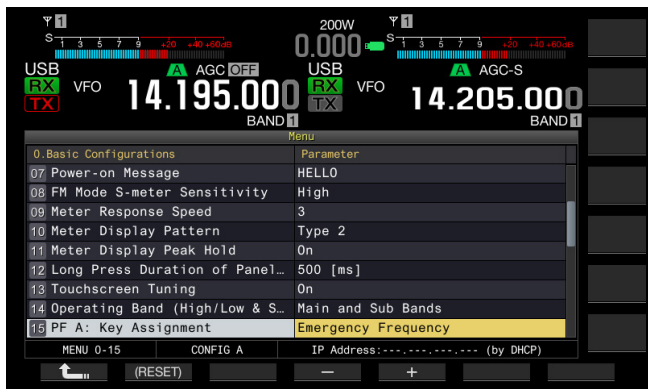 1 1
S 1 3 5 7 9 +20 +40 +60dB 200W S 1 3 5 7 9 +20 +40 +60dB
0.000
USB A AGC OFF USB A AGC-S
RX TX VFO 14.195.000 RX TX VFO 14.205.000
BAND 1 BAND 1
Menu
0.Basic Configurations Parameter
07 Power-on Message HELLO
08 FM Mode S-meter Sensitivity High
09 Meter Response Speed 3
10 Meter Display Pattern Type 2
11 Meter Display Peak Hold On
12 Long Press Duration of Panel… 500 [ms]
13 Touchscreen Tuning On
14 Operating Band (High/Low & S… Main and Sub Bands
15 PF A: Key Assignment Emergency Frequency
MENU 0-15 CONFIG A IP Address:---.---.---.--- (by DHCP)
(RESET) − +